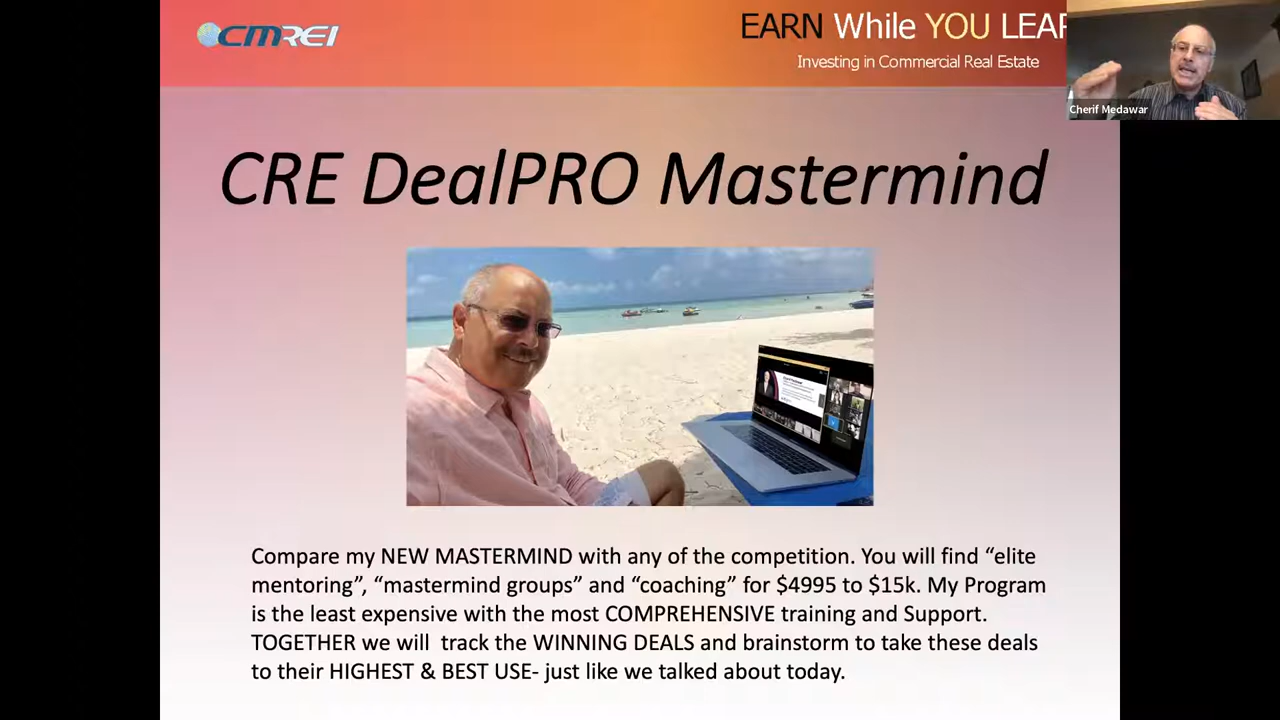 CMREI
EARN While YOU LEAR
Investing in Commercial Real Estate
Cherif Medawar
CRE DealPRO Mastermind
Compare my NEW MASTERMIND with any of the competition. You will find “elite
mentoring”, “mastermind groups” and “coaching” for $4995 to $15k. My Program
is the least expensive with the most COMPREHENSIVE training and Support.
TOGETHER we will track the WINNING DEALS and brainstorm to take these deals
to their HIGHEST & BEST USE- just like we talked about today.